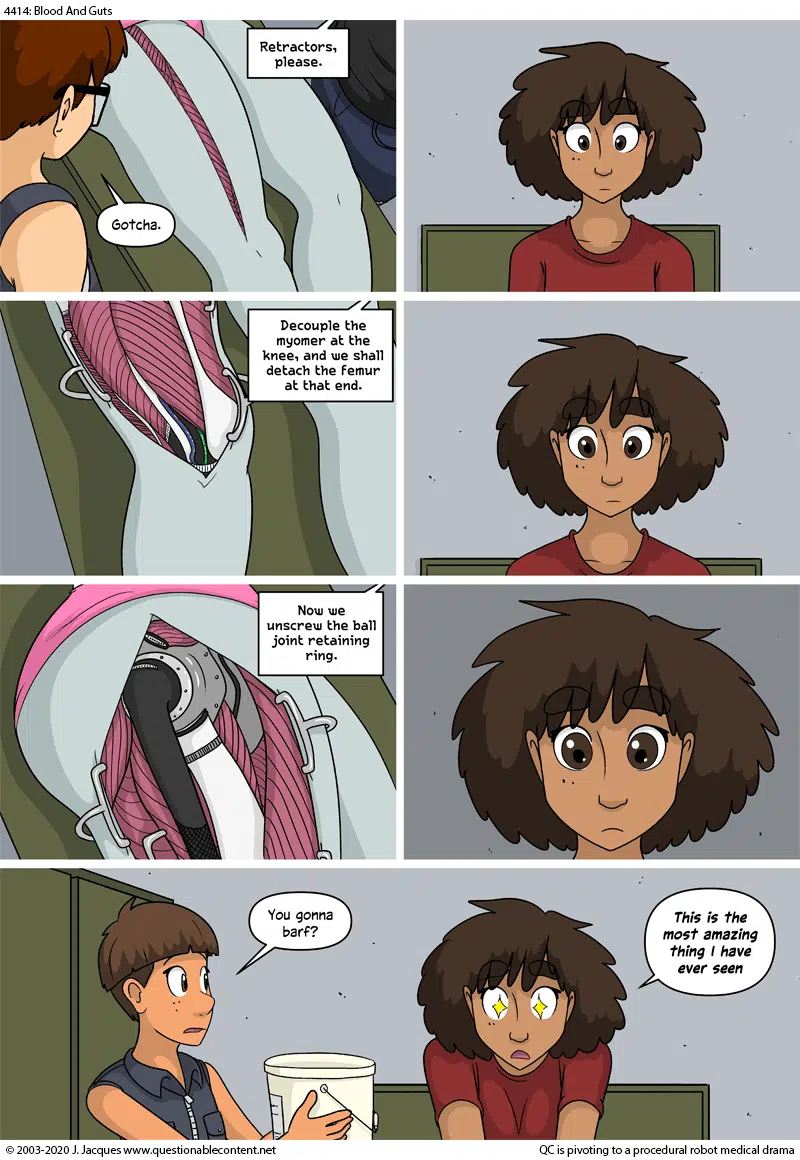 4414: Blood And Guts
Retractors,
please.
Gotcha.
Decouple the
myomer at the
knee, and we shall
detach the femur
at that end.
Now we
unscrew the ball
joint retaining
ring.
You gonna
barf?
This is the
most amazing
thing I have
ever seen
© 2003-2020 J. Jacques www.questionablecontent.net
QC is pivoting to a procedural robot medical drama